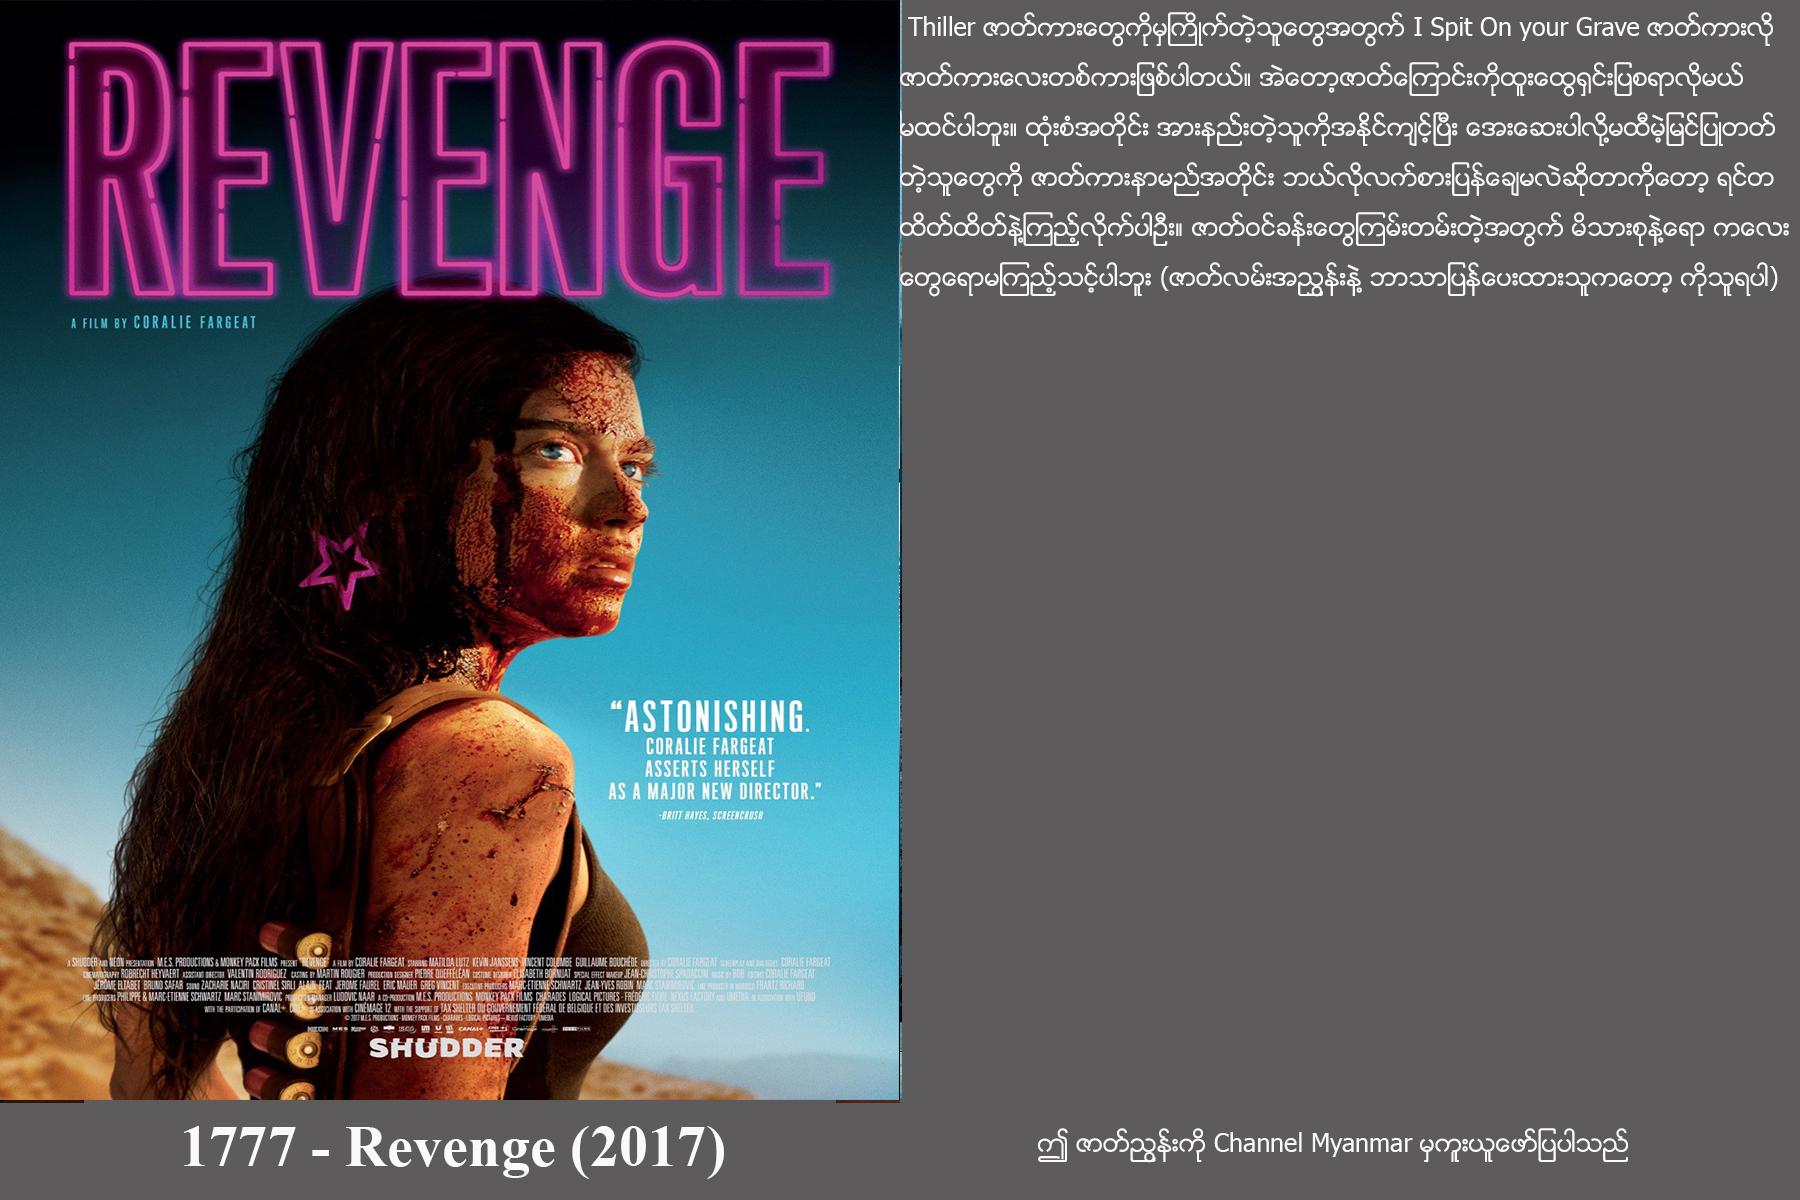 REVENGE
A FILM BY CORALIE FARGEAT
Thiller ဇာတ်ကားတွေကိုမှကြိုက်တဲ့သူတွေအတွက် I Spit On your Grave ဇာတ်ကားလို
ဇာတ်ကားလေးတစ်ကားဖြစ်ပါတယ်။ အဲတော့ဇာတ်ကြောင်းကိုထူးထွေရှင်းပြစရာလိုမယ်
မထင်ပါဘူး။ ထုံးစံအတိုင်း အားနည်းတဲ့သူကိုအနိုင်ကျင့်ပြီး အေးဆေးပါလို့မထီမဲ့မြင်ပြုတတ်
တဲ့သူတွေကို ဇာတ်ကားနာမည်အတိုင်း ဘယ်လိုလက်စားပြန်ချေမလဲဆိုတာကိုတော့ ရင်တ
ထိတ်ထိတ်နဲ့ကြည့်လိုက်ပါဦး။ ဇာတ်ဝင်ခန်းတွေကြမ်းတမ်းတဲ့အတွက် မိသားစုနဲ့ရော ကလေး
တွေရောမကြည့်သင့်ပါဘူး (ဇာတ်လမ်းအညွှန်းနဲ့ ဘာသာပြန်ပေးထားသူကတော့ ကိုသူရပါ)
“ASTONISHING.
CORALIE FARGEAT
ASSERTS HERSELF
AS A MAJOR NEW DIRECTOR.”
-BRITT HAYES, SCREENCRUSH
SHUDDER
1777 - Revenge (2017)
ဤ ဇာတ်ညွှန်းကို Channel Myanmar မှကူးယူဖော်ပြပါသည်